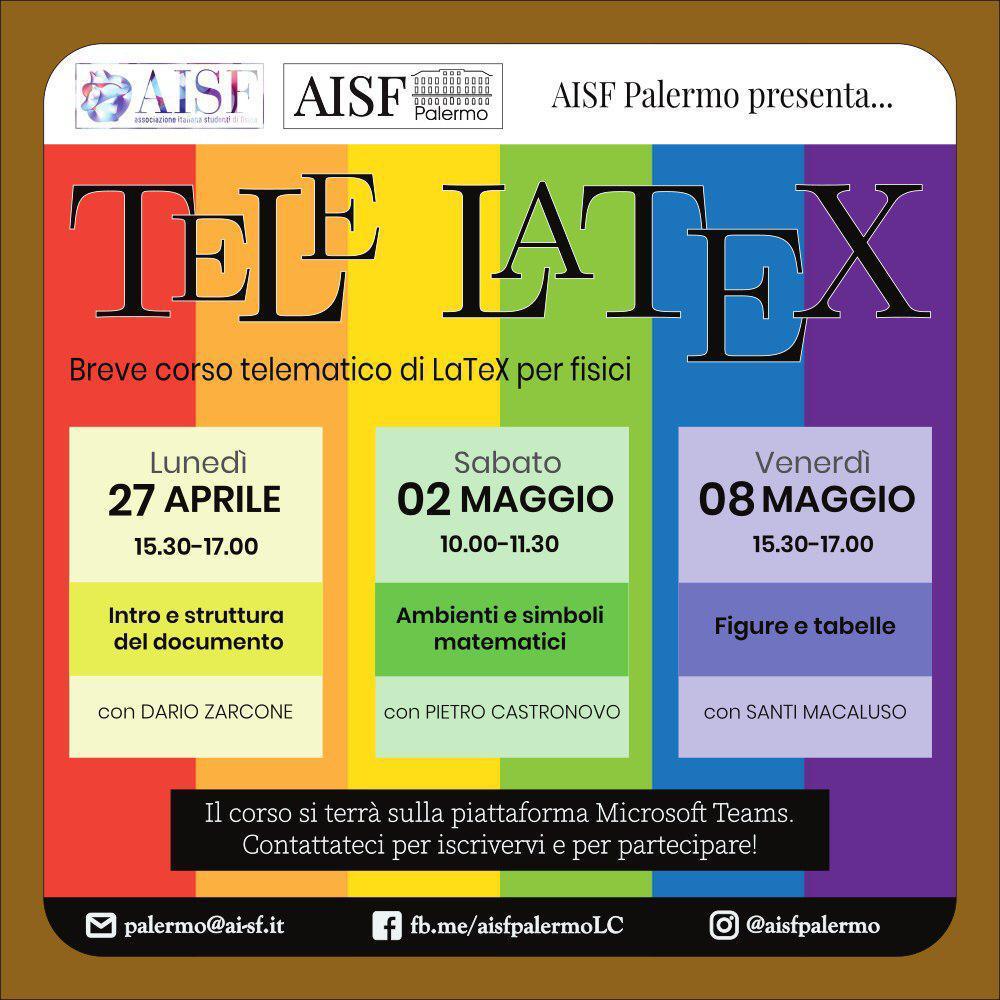 AISF
associazione italiana studenti di fisica
AISF
Palermo
AISF Palermo presenta...
TELE LATEX
Breve corso telematico di LaTeX per fisici
Lunedì
27 APRILE
15.30-17.00
Intro e struttura
del documento
con DARIO ZARCONE
Sabato
02 MAGGIO
10.00-11.30
Ambienti e simboli
matematici
con PIETRO CASTRONOVO
Venerdì
08 MAGGIO
15.30-17.00
Figure e tabelle
con SANTI MACALUSO
Il corso si terrà sulla piattaforma Microsoft Teams.
Contattateci per iscrivervi e per partecipare!
palermo@ai-sf.it
fb.me/aisfpalermoLC
@aisfpalermo